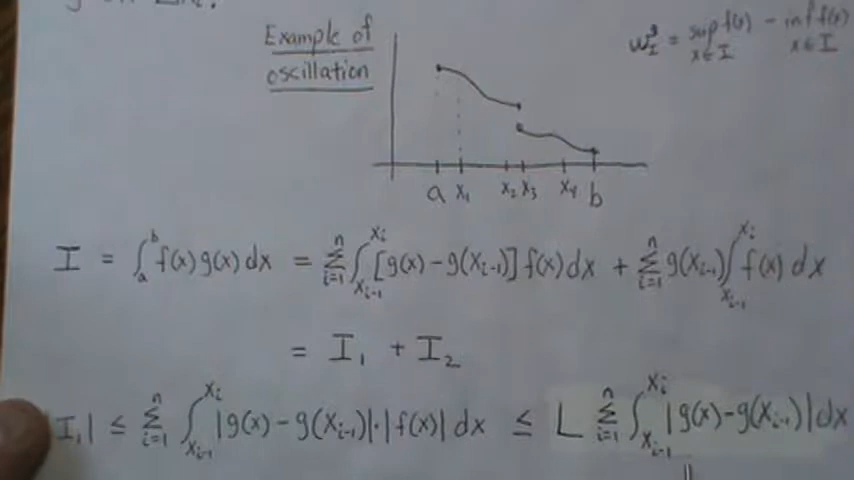 Example of
oscillation
w_I^g = sup_{x∈I} f(x) − inf_{x∈I} f(x)
a x₁ x₂ x₃ x₄ b
I = ∫_a^b f(x)g(x)dx = Σ_{i=1}^n ∫_{x_{i-1}}^{x_i} [g(x) − g(x_{i-1})] f(x)dx + Σ_{i=1}^n g(x_{i-1}) ∫_{x_{i-1}}^{x_i} f(x) dx
= I₁ + I₂
I₁| ≤ Σ_{i=1}^n ∫_{x_{i-1}}^{x_i} |g(x) − g(x_{i-1})|·|f(x)| dx ≤ L Σ_{i=1}^n ∫_{x_{i-1}}^{x_i} |g(x) − g(x_{i-1})| dx